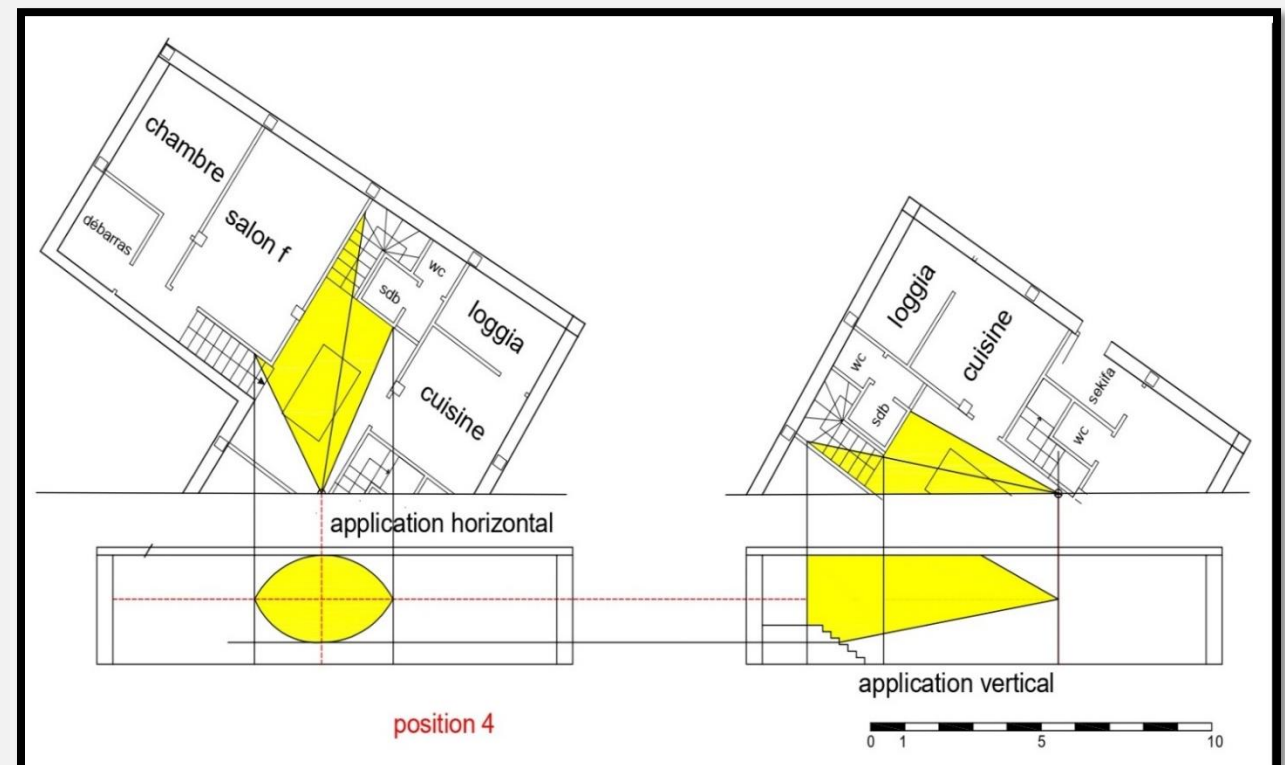 chambre
débarras
salon f
wc
sdb
loggia
cuisine
application horizontal
loggia
cuisine
wc
sdb
sekifa
wc
application vertical
position 4
0 1 5 10